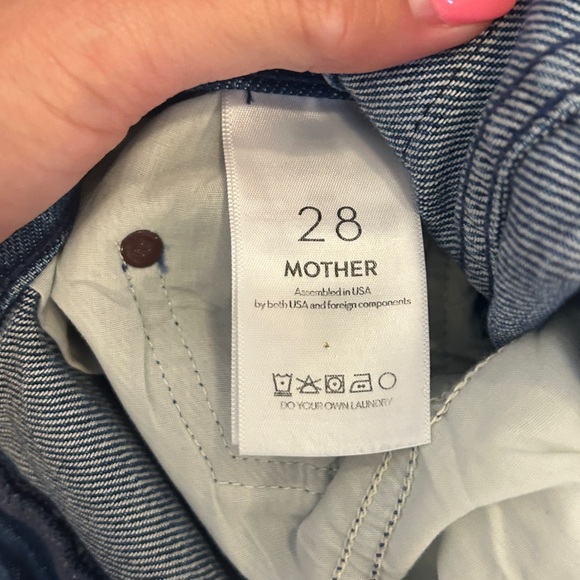 28
MOTHER
Assembled in USA
by both USA and foreign components
DO YOUR OWN LAUNDRY